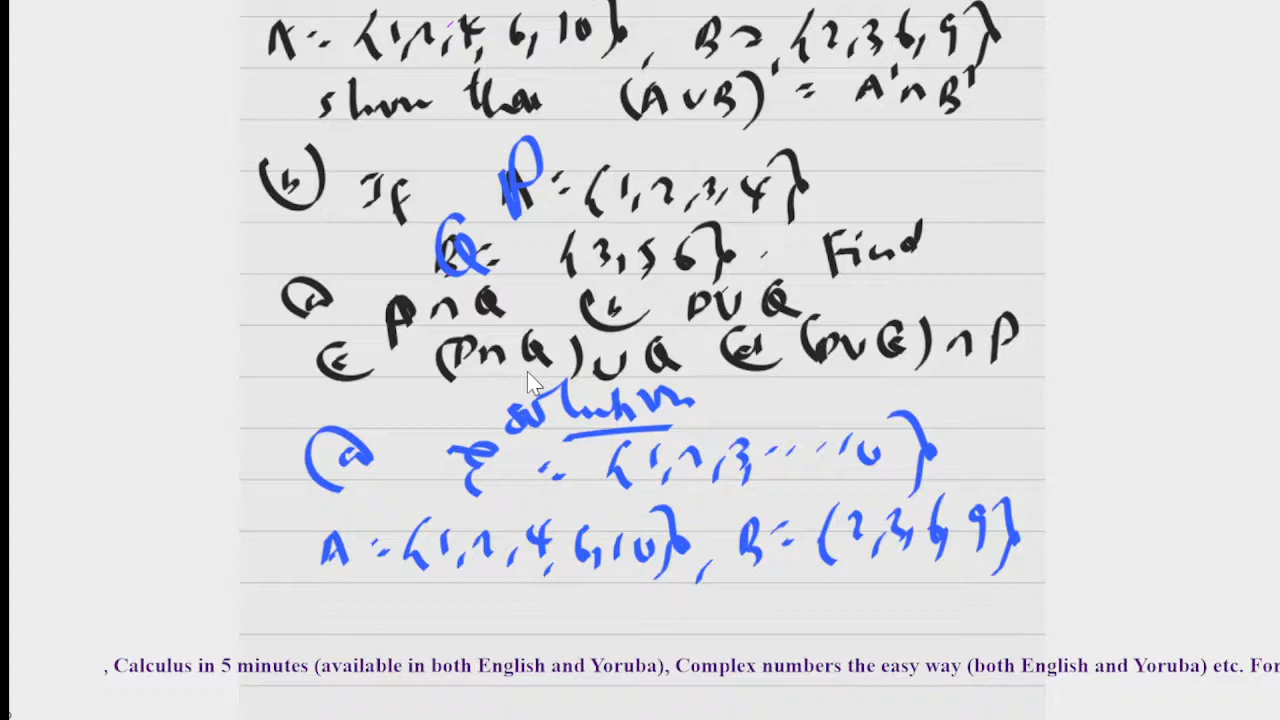 A = {1, 2, 4, 6, 10}, B = {2, 3, 6, 9}
show that (A ∪ B)' = A' ∩ B'
(b) If P = {1, 2, 3, 4}
Q = {3, 5, 6}. Find
(a) P ∩ Q (b) P ∪ Q
(c) (P ∩ Q) ∪ Q (d) (P ∪ Q) ∩ P
solution
(a) ξ = {1, 2, 3, .... 10}
A = {1, 2, 4, 6, 10}, B = {2, 3, 6, 9}
, Calculus in 5 minutes (available in both English and Yoruba), Complex numbers the easy way (both English and Yoruba) etc. For